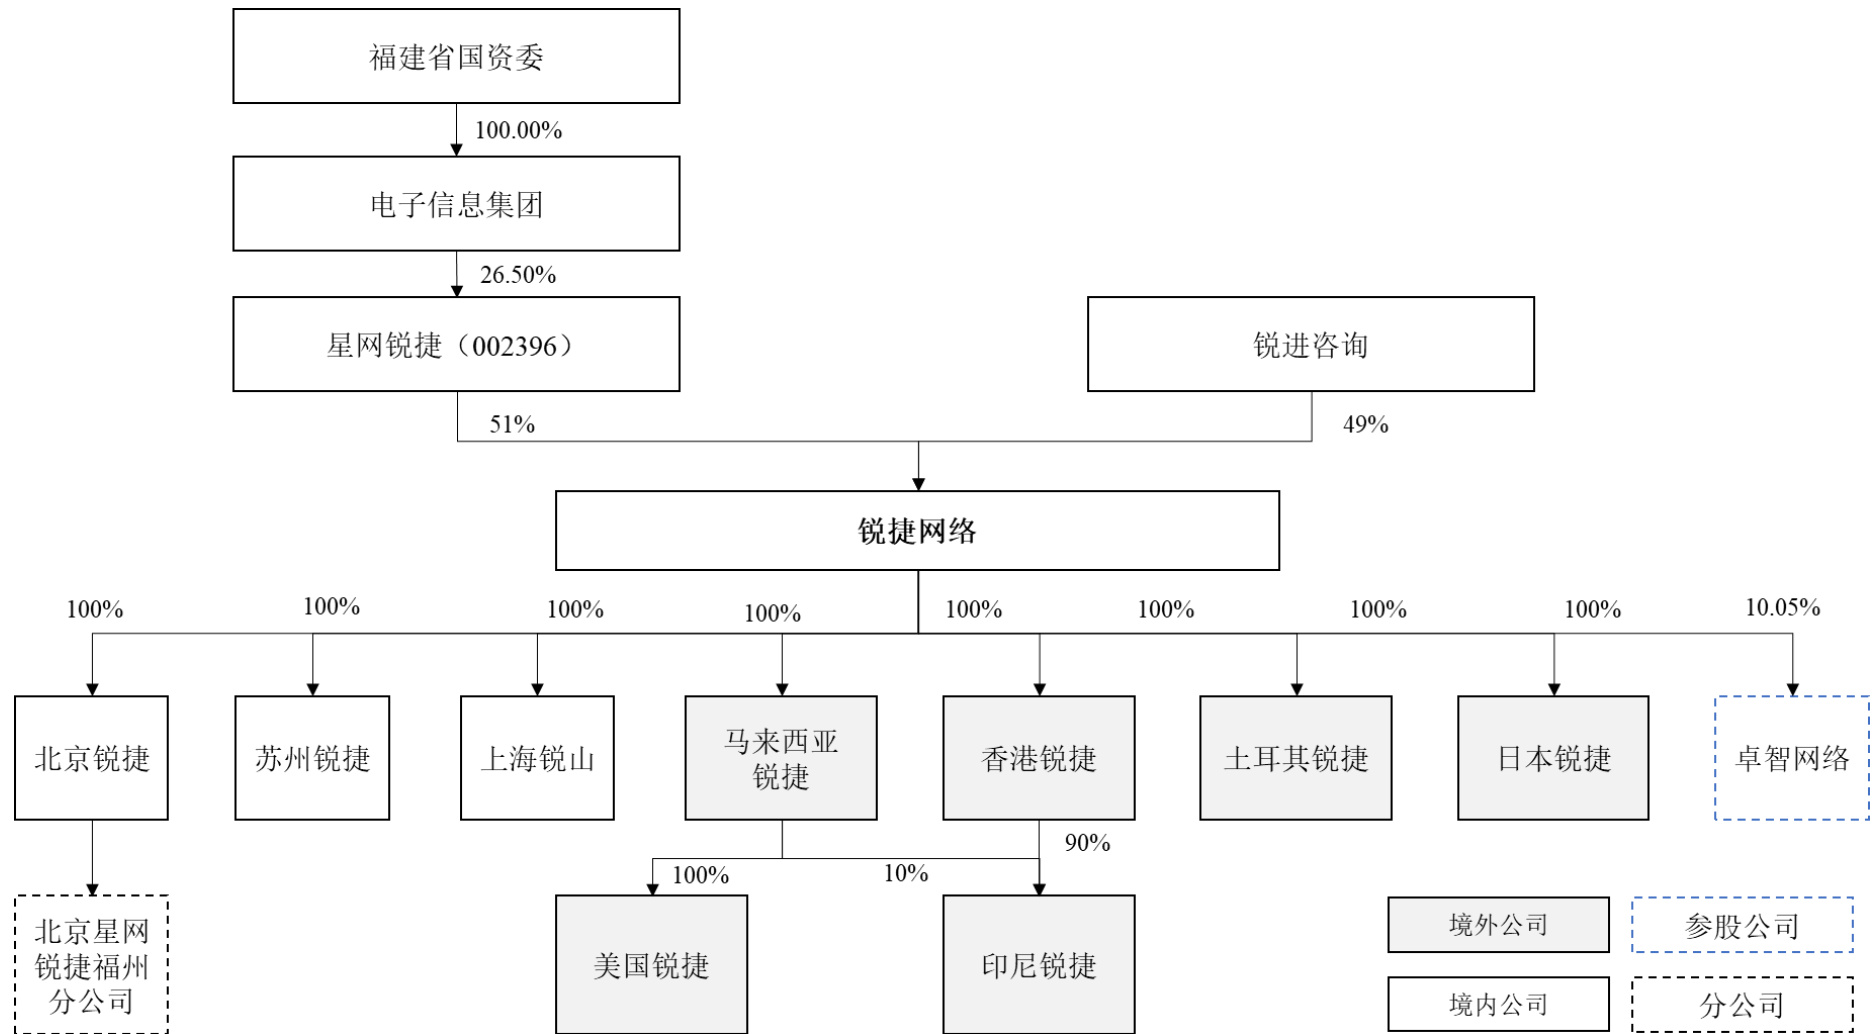 福建省国资委
100.00%
电子信息集团
26.50%
星网锐捷（002396）
锐进咨询
51%
49%
锐捷网络
100%
100%
100%
100%
100%
100%
100%
100%
10.05%
北京锐捷
苏州锐捷
上海锐山
马来西亚
锐捷
香港锐捷
土耳其锐捷
日本锐捷
卓智网络
90%
100%
10%
北京星网
锐捷福州
分公司
美国锐捷
印尼锐捷
境外公司
参股公司
境内公司
分公司